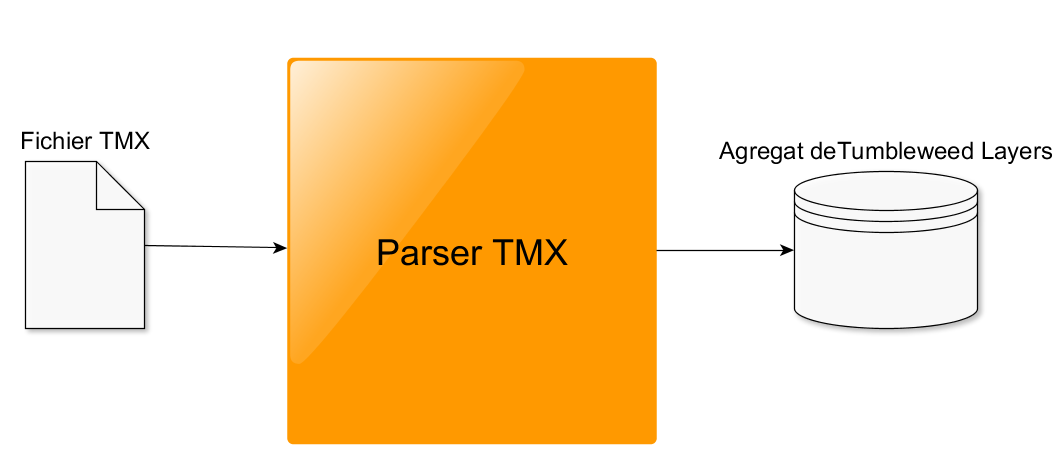 Fichier TMX
Agregat deTumbleweed Layers
Parser TMX